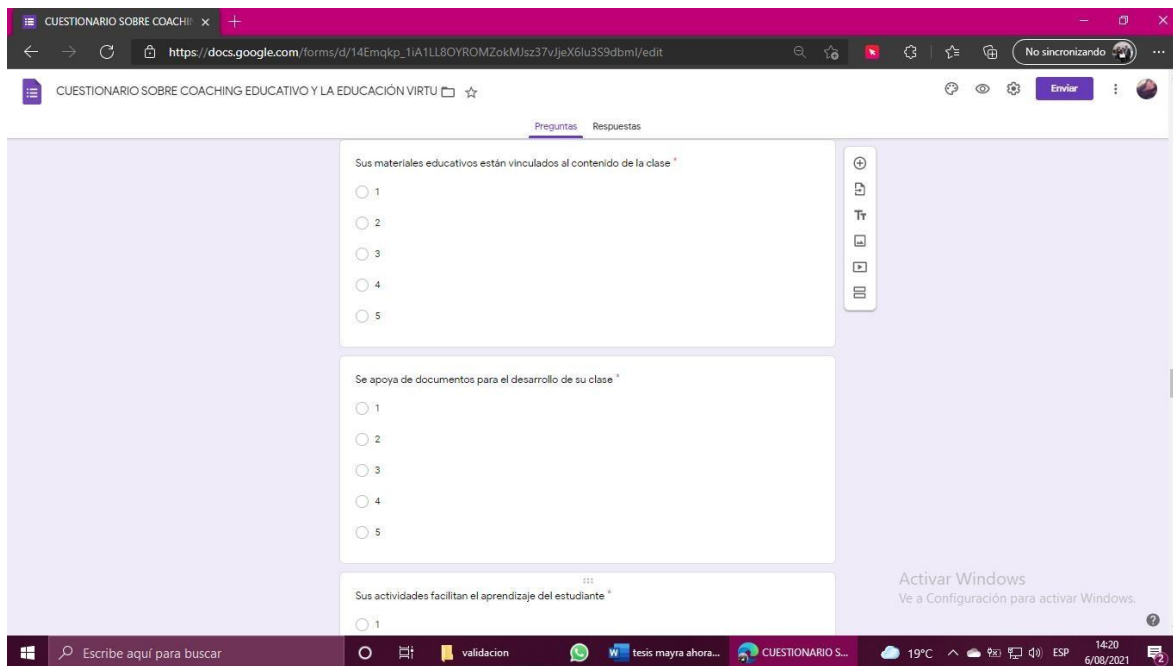 CUESTIONARIO SOBRE COACHIN
https://docs.google.com/forms/d/14Emqkp_1iA1LL8OYROMZokMJsz37vJjeX6lu3S9dbmI/edit
No sincronizando
CUESTIONARIO SOBRE COACHING EDUCATIVO Y LA EDUCACIÓN VIRTU
Enviar
Preguntas Respuestas
Sus materiales educativos están vinculados al contenido de la clase *
1
2
3
4
5
Tт
Se apoya de documentos para el desarrollo de su clase *
1
2
3
4
5
Sus actividades facilitan el aprendizaje del estudiante *
1
Activar Windows
Ve a Configuración para activar Windows.
Escribe aquí para buscar
validacion
tesis mayra ahora...
CUESTIONARIO S...
19°C
ESP
14:20
6/08/2021
2